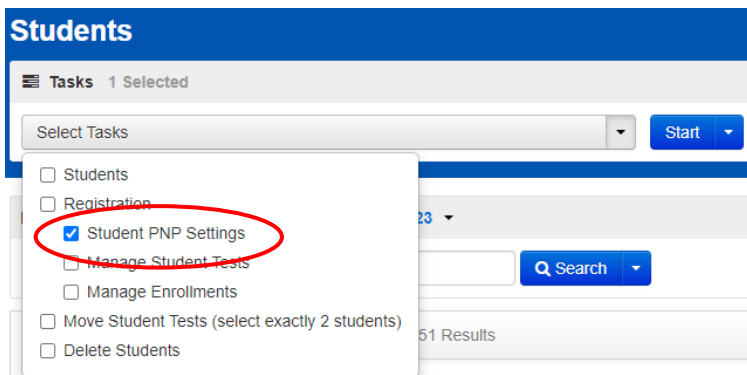 Students
Tasks 1 Selected
Select Tasks
Start
Students
Registration
23
Student PNP Settings
Manage Student Tests
Search
Manage Enrollments
Move Student Tests (select exactly 2 students)
51 Results
Delete Students